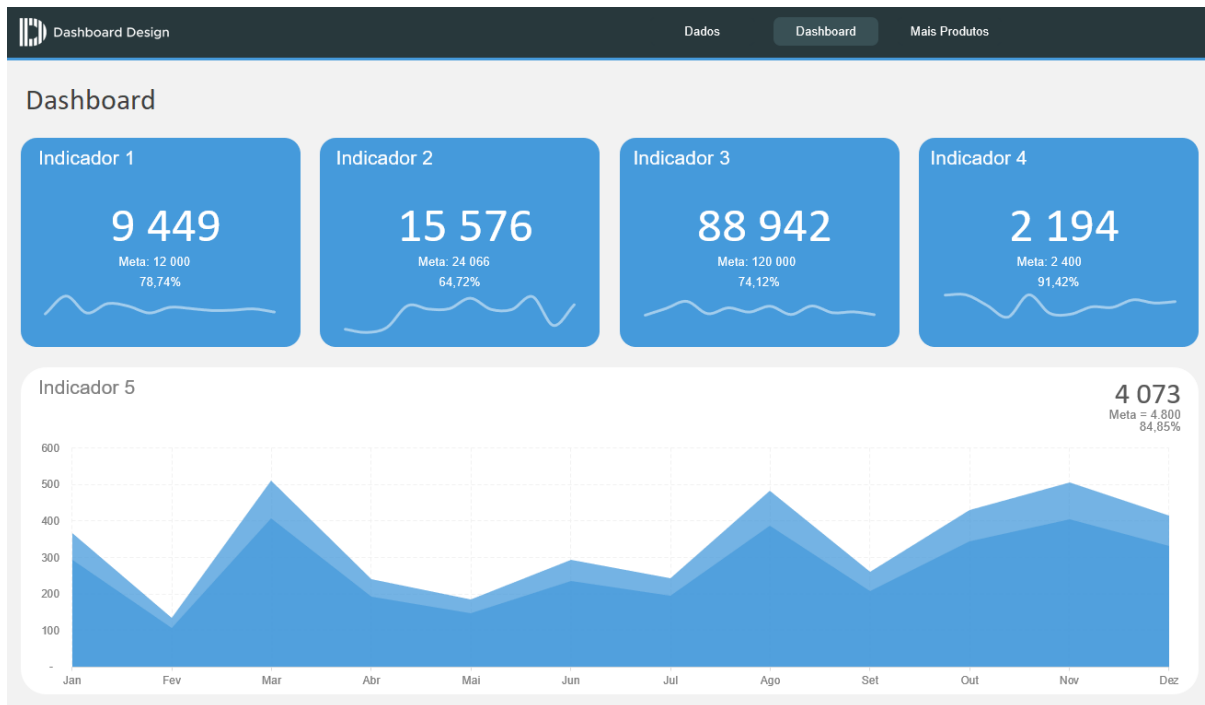 Dashboard Design
Dados
Dashboard
Mais Produtos
Dashboard
Indicador 1
9 449
Meta: 12 000
78,74%
Indicador 2
15 576
Meta: 24 066
64,72%
Indicador 3
88 942
Meta: 120 000
74,12%
Indicador 4
2 194
Meta: 2 400
91,42%
Indicador 5
4 073
Meta = 4.800
84,85%
600
500
400
300
200
100
-
Jan Fev Mar Abr Mai Jun Jul Ago Set Out Nov Dez